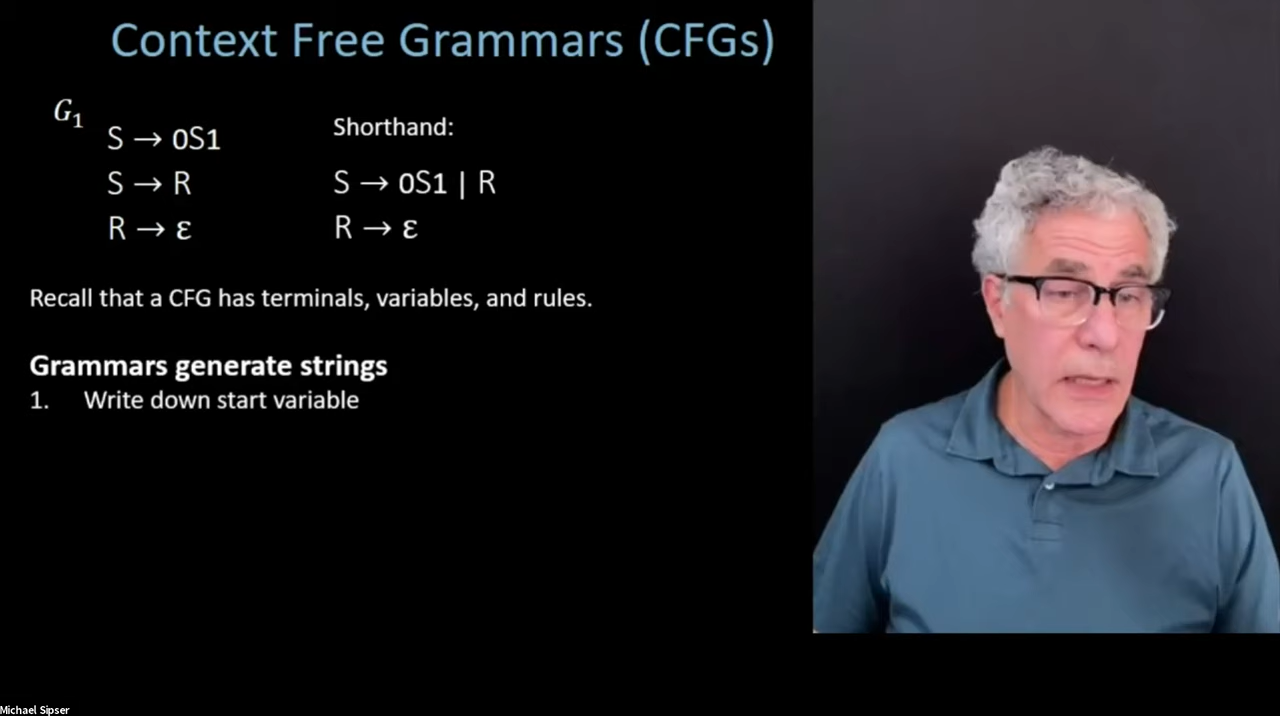 Context Free Grammars (CFGs)
G₁
S → 0S1
S → R
R → ε
Shorthand:
S → 0S1 | R
R → ε
Recall that a CFG has terminals, variables, and rules.
Grammars generate strings
1. Write down start variable
Michael Sipser